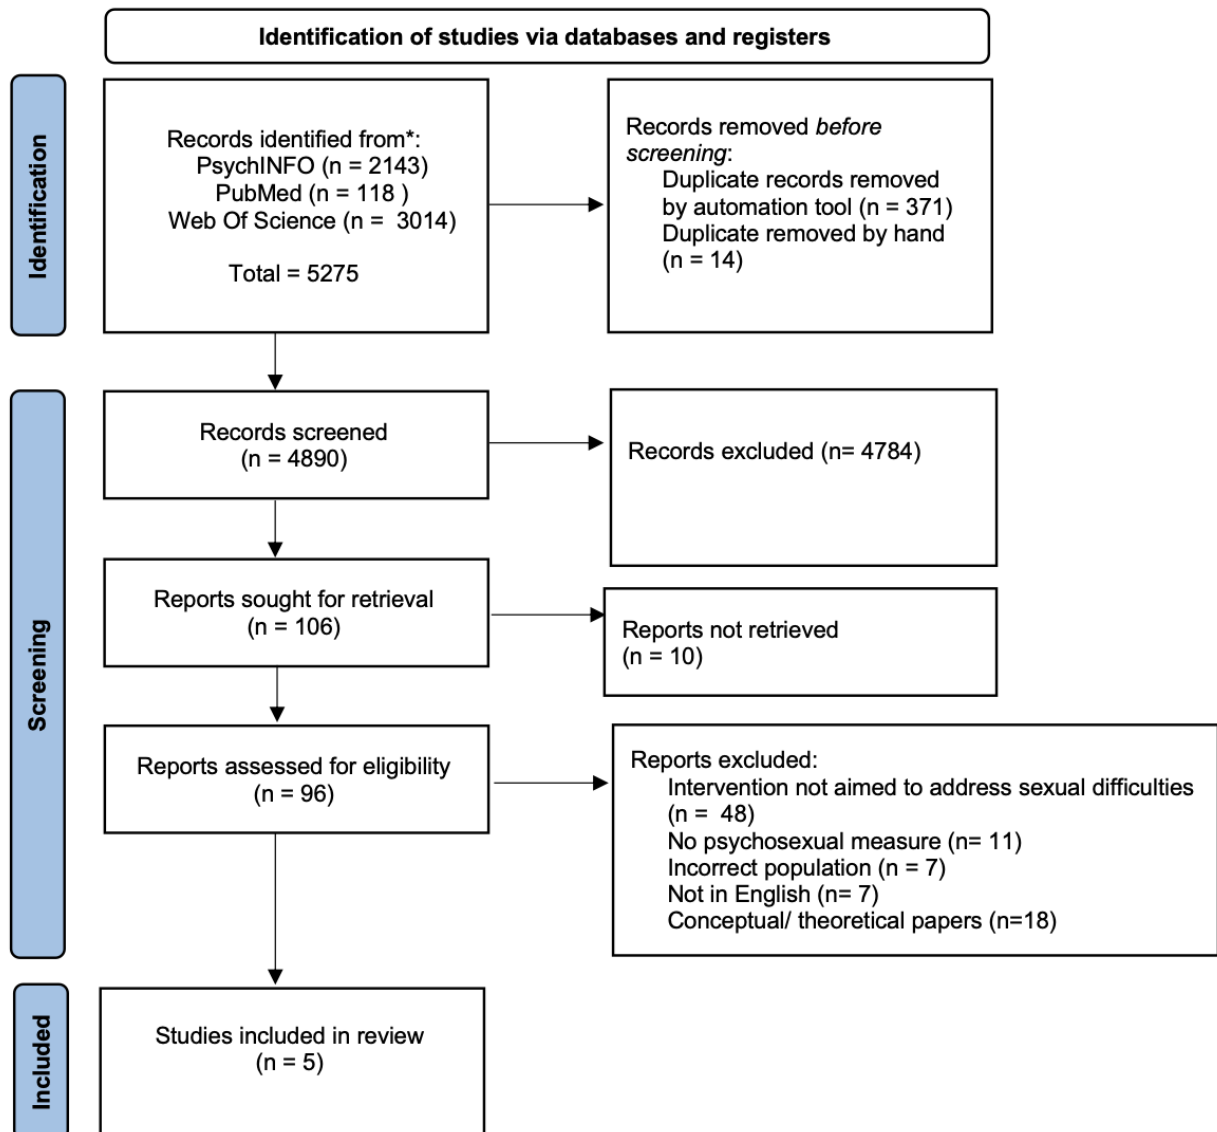 Identification of studies via databases and registers
Identification
Records identified from*:
PsychINFO (n = 2143)
PubMed (n = 118 )
Web Of Science (n =  3014)
Total = 5275
Records removed before
screening:
Duplicate records removed
by automation tool (n = 371)
Duplicate removed by hand
(n = 14)
Screening
Records screened
(n = 4890)
Records excluded (n= 4784)
Reports sought for retrieval
(n = 106)
Reports not retrieved
(n = 10)
Reports assessed for eligibility
(n = 96)
Reports excluded:
Intervention not aimed to address sexual difficulties
(n =  48)
No psychosexual measure (n= 11)
Incorrect population (n = 7)
Not in English (n= 7)
Conceptual/ theoretical papers (n=18)
Included
Studies included in review
(n = 5)